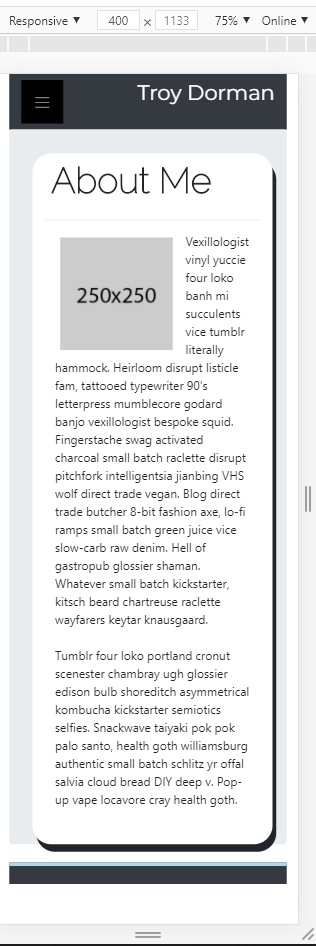 Responsive ▼ 400 × 1133 75% ▼ Online ▼
Troy Dorman
About Me
250x250
Vexillologist
vinyl yuccie
four loko
banh mi
succulents
vice tumblr
literally
hammock. Heirloom disrupt listicle
fam, tattooed typewriter 90's
letterpress mumblecore godard
banjo vexillologist bespoke squid.
Fingerstache swag activated
charcoal small batch raclette disrupt
pitchfork intelligentsia jianbing VHS
wolf direct trade vegan. Blog direct
trade butcher 8-bit fashion axe, lo-fi
ramps small batch green juice vice
slow-carb raw denim. Hell of
gastropub glossier shaman.
Whatever small batch kickstarter,
kitsch beard chartreuse raclette
wayfarers keytar knausgaard.
Tumblr four loko portland cronut
scenester chambray ugh glossier
edison bulb shoreditch asymmetrical
kombucha kickstarter semiotics
selfies. Snackwave taiyaki pok pok
palo santo, health goth williamsburg
authentic small batch schlitz yr offal
salvia cloud bread DIY deep v. Pop-
up vape locavore cray health goth.